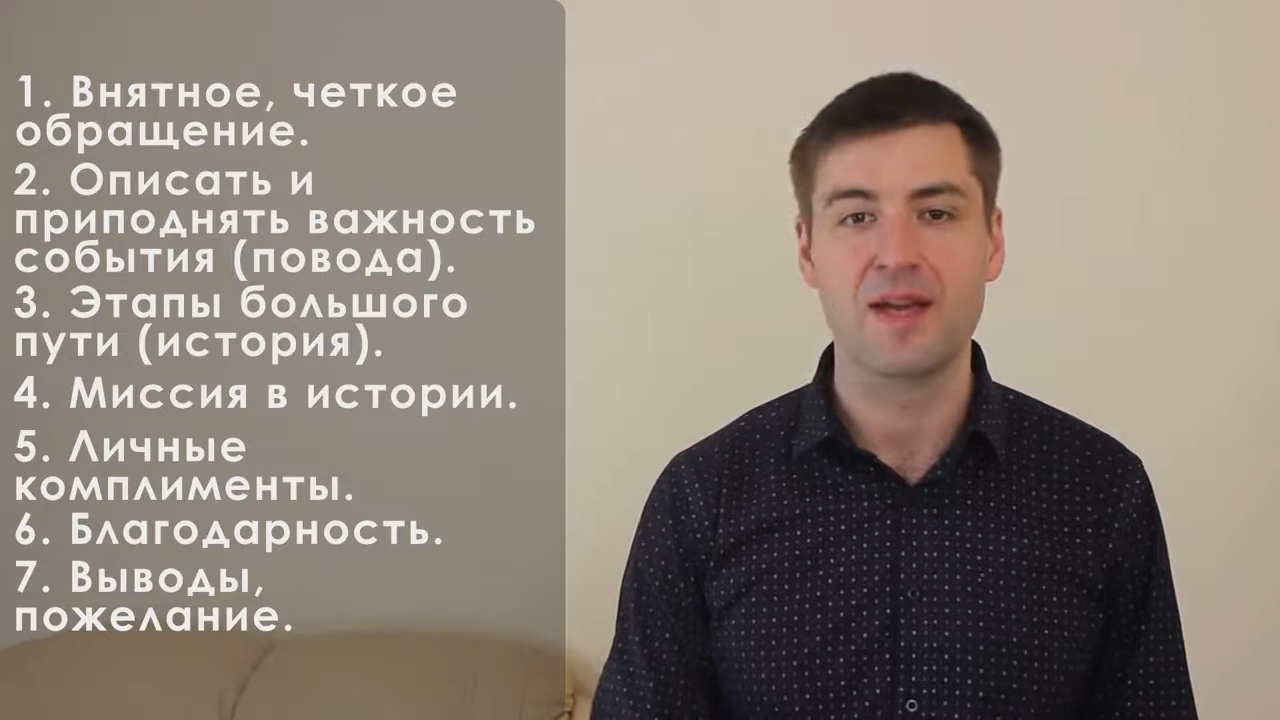 1. Внятное, четкое
обращение.
2. Описать и
приподнять важность
события (повода).
3. Этапы большого
пути (история).
4. Миссия в истории.
5. Личные
комплименты.
6. Благодарность.
7. Выводы,
пожелание.